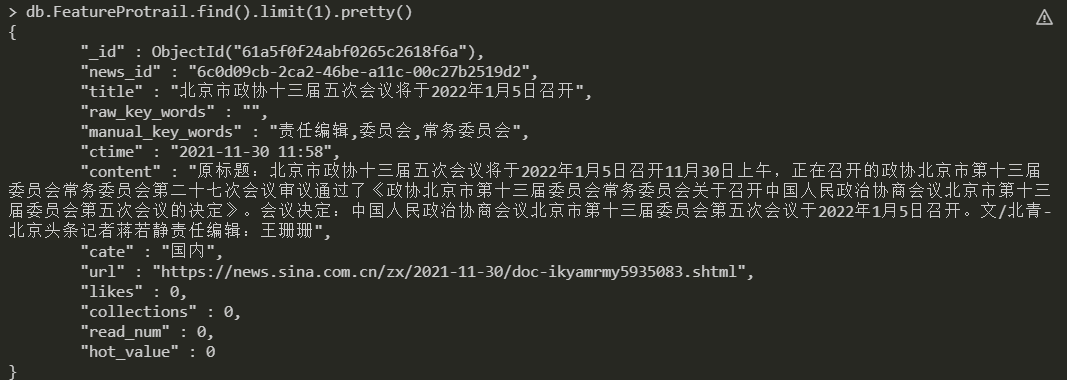 > db.FeatureProtrail.find().limit(1).pretty()
{
"_id" : ObjectId("61a5f0f24abf0265c2618f6a"),
"news_id" : "6c0d09cb-2ca2-46be-a11c-00c27b2519d2",
"title" : "北京市政协十三届五次会议将于2022年1月5日召开",
"raw_key_words" : "",
"manual_key_words" : "责任编辑,委员会,常务委员会",
"ctime" : "2021-11-30 11:58",
"content" : "原标题：北京市政协十三届五次会议将于2022年1月5日召开11月30日上午，正在召开的政协北京市第十三届
委员会常务委员会第二十七次会议审议通过了《政协北京市第十三届委员会常务委员会关于召开中国人民政治协商会议北京市第十三
届委员会第五次会议的决定》。会议决定：中国人民政治协商会议北京市第十三届委员会第五次会议于2022年1月5日召开。文/北青-
北京头条记者蒋若静责任编辑：王珊珊",
"cate" : "国内",
"url" : "https://news.sina.com.cn/zx/2021-11-30/doc-ikyamrmy5935083.shtml",
"likes" : 0,
"collections" : 0,
"read_num" : 0,
"hot_value" : 0
}